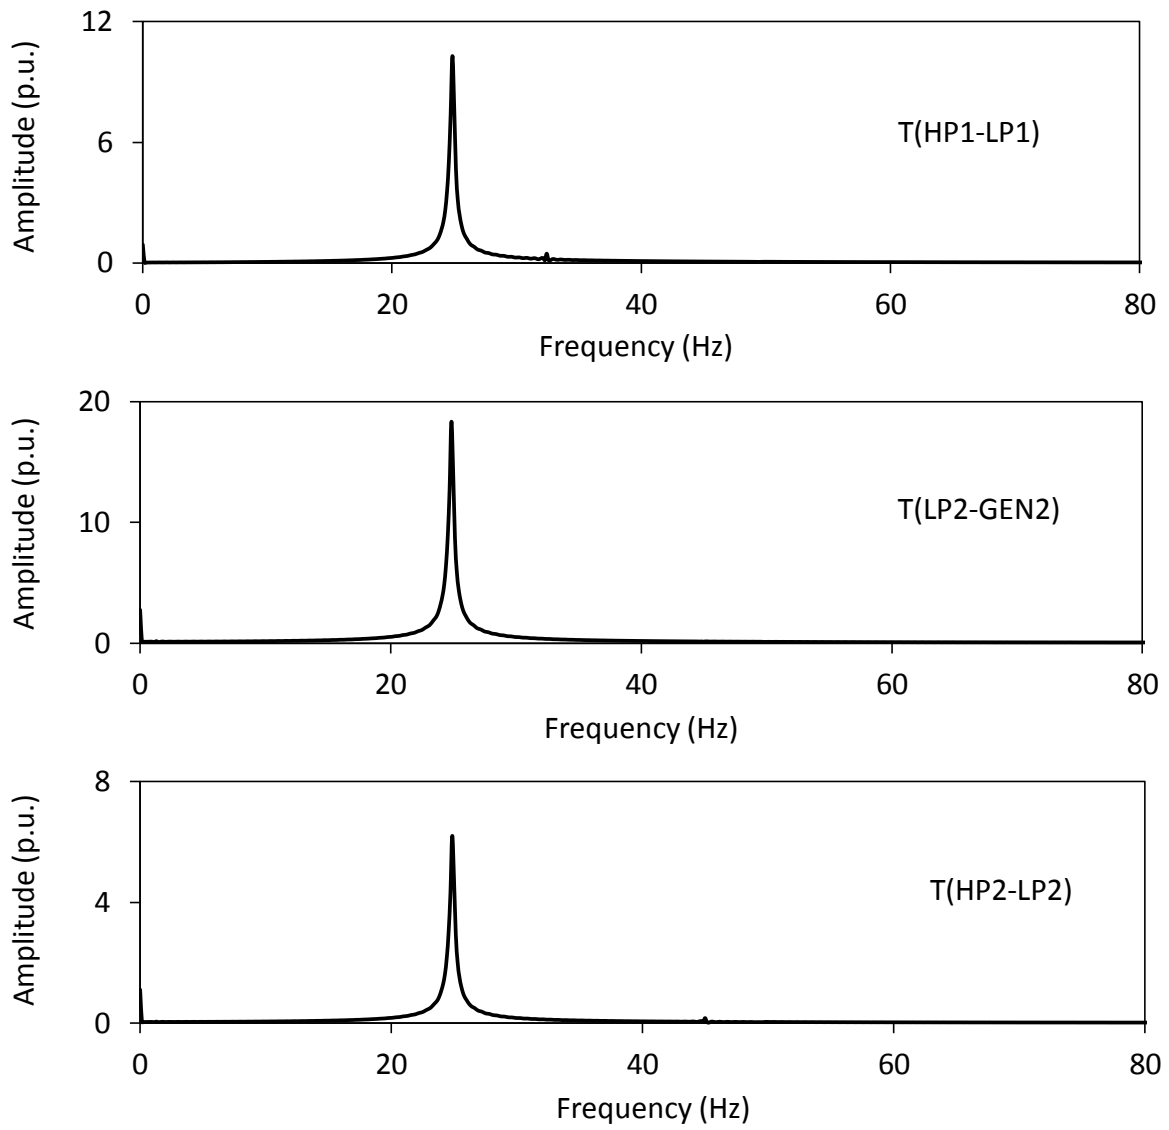 12
6
0
Amplitude (p.u.)
T(HP1-LP1)
0 20 40 60 80
Frequency (Hz)
20
10
0
Amplitude (p.u.)
T(LP2-GEN2)
0 20 40 60 80
Frequency (Hz)
8
4
0
Amplitude (p.u.)
T(HP2-LP2)
0 20 40 60 80
Frequency (Hz)